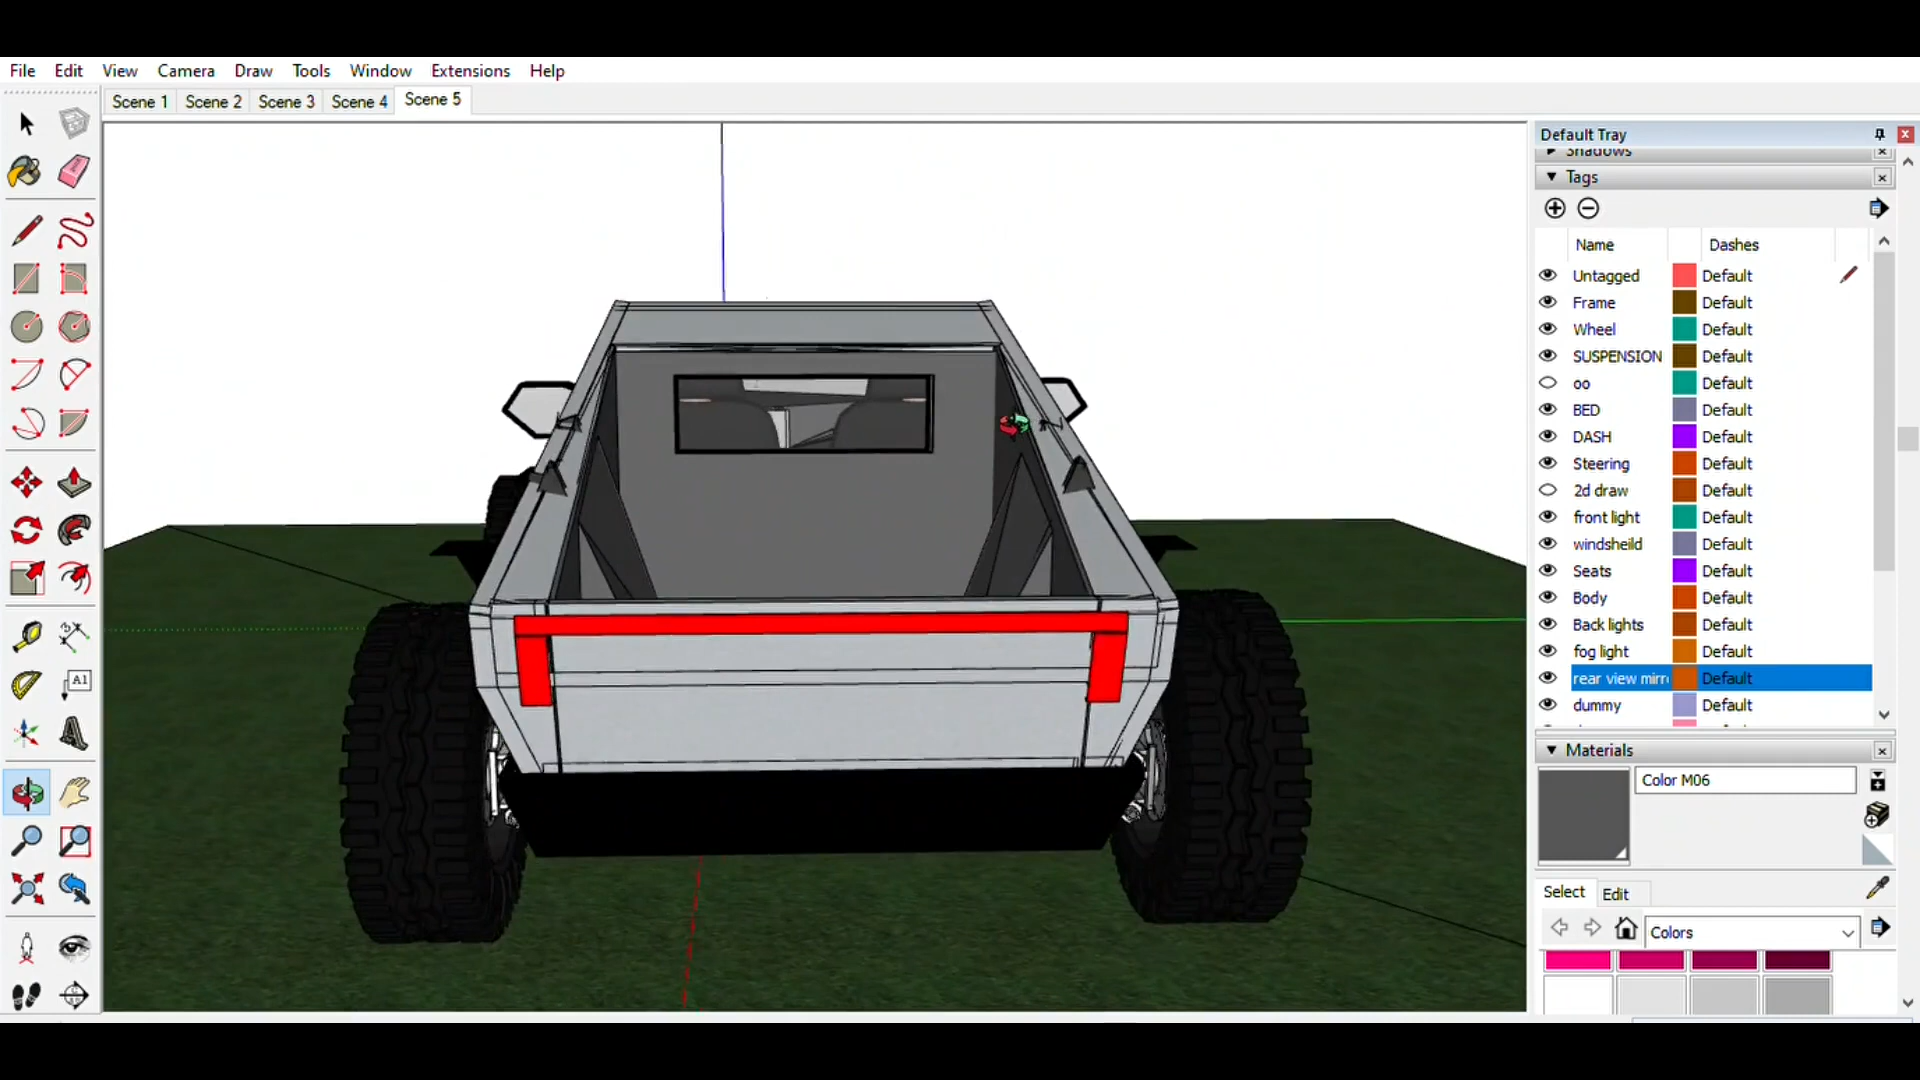 File Edit View Camera Draw Tools Window Extensions Help
Scene 1 Scene 2 Scene 3 Scene 4 Scene 5
A1
Default Tray
Shadows
Tags
Name Dashes
Untagged Default
Frame Default
Wheel Default
SUSPENSION Default
oo Default
BED Default
DASH Default
Steering Default
2d draw Default
front light Default
windsheild Default
Seats Default
Body Default
Back lights Default
fog light Default
rear view mirr Default
dummy Default
Materials
Color M06
Select Edit
Colors